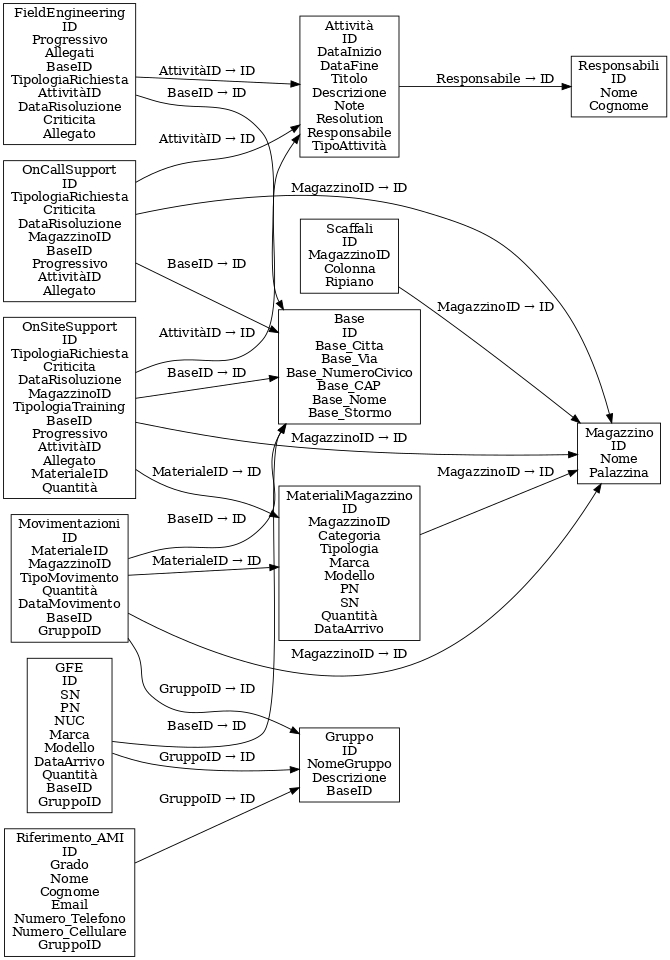 FieldEngineering
ID
Progressivo
Allegati
BaseID
TipologiaRichiesta
AttivitàID
DataRisoluzione
Criticita
Allegato
OnCallSupport
ID
TipologiaRichiesta
Criticita
DataRisoluzione
MagazzinoID
BaseID
Progressivo
AttivitàID
Allegato
OnSiteSupport
ID
TipologiaRichiesta
Criticita
DataRisoluzione
MagazzinoID
TipologiaTraining
BaseID
Progressivo
AttivitàID
Allegato
MaterialeID
Quantità
Movimentazioni
ID
MaterialeID
MagazzinoID
TipoMovimento
Quantità
DataMovimento
BaseID
GruppoID
GFE
ID
SN
PN
NUC
Marca
Modello
DataArrivo
Quantità
BaseID
GruppoID
Riferimento_AMI
ID
Grado
Nome
Cognome
Email
Numero_Telefono
Numero_Cellulare
GruppoID
AttivitàID → ID
BaseID → ID
AttivitàID → ID
MagazzinoID → ID
BaseID → ID
AttivitàID → ID
BaseID → ID
MagazzinoID → ID
MaterialeID → ID
BaseID → ID
MaterialeID → ID
MagazzinoID → ID
GruppoID → ID
BaseID → ID
GruppoID → ID
GruppoID → ID
Attività
ID
DataInizio
DataFine
Titolo
Descrizione
Note
Resolution
Responsabile
TipoAttività
Scaffali
ID
MagazzinoID
Colonna
Ripiano
Base
ID
Base_Citta
Base_Via
Base_NumeroCivico
Base_CAP
Base_Nome
Base_Stormo
MaterialiMagazzino
ID
MagazzinoID
Categoria
Tipologia
Marca
Modello
PN
SN
Quantità
DataArrivo
Gruppo
ID
NomeGruppo
Descrizione
BaseID
Responsabile → ID
MagazzinoID → ID
MagazzinoID → ID
Responsabili
ID
Nome
Cognome
Magazzino
ID
Nome
Palazzina